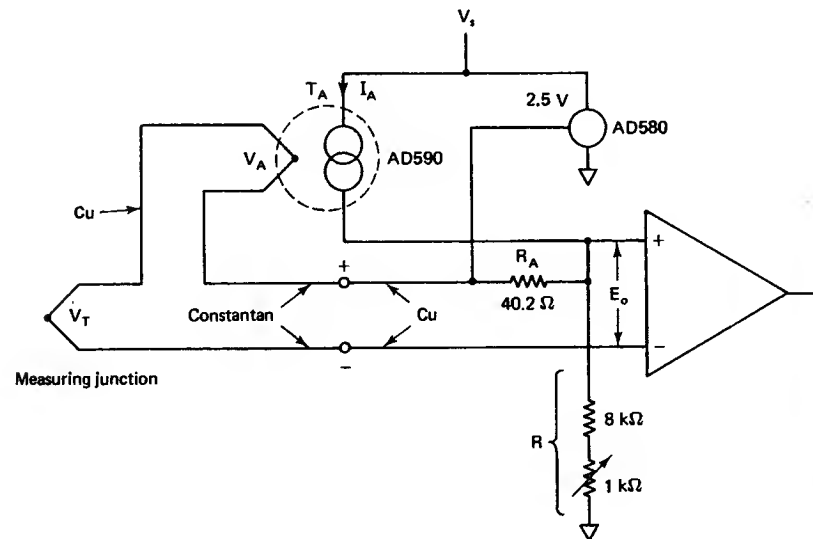 V_s
T_A
I_A
2.5 V
AD580
V_A
AD590
Cu
+
R_A
+
E_o
40.2 Ω
V_T
Constantan
Cu
−
−
Measuring junction
R
8 kΩ
1 kΩ